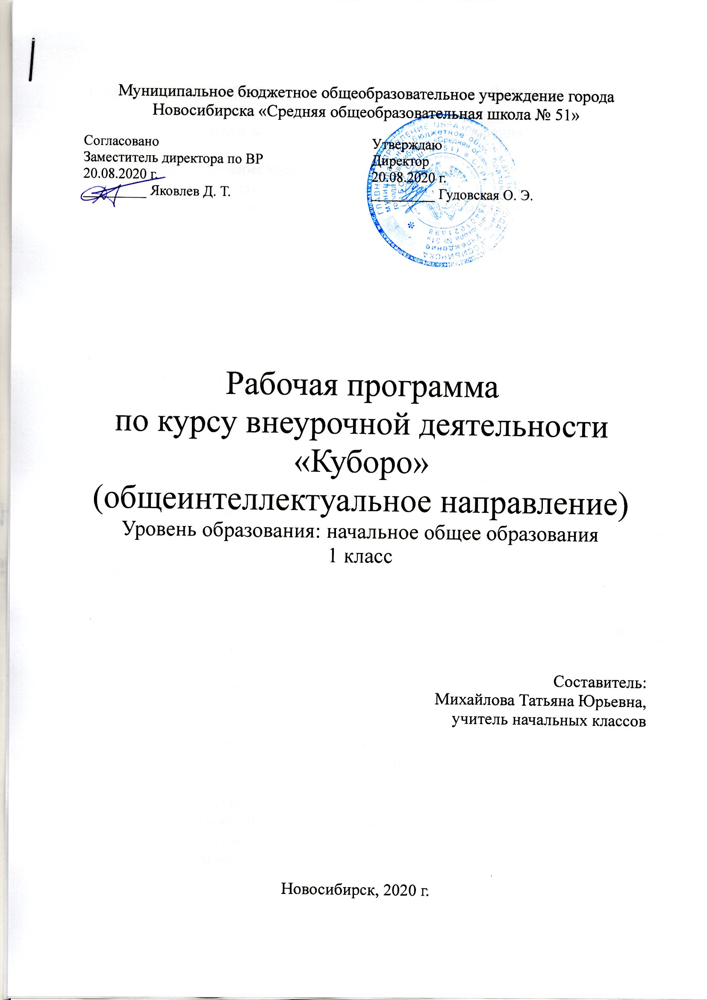 Муниципальное бюджетное общеобразовательное учреждение города
Новосибирска «Средняя общеобразовательная школа № 51»
Согласовано
Заместитель директора по ВР
20.08.2020 г.
Яковлев Д. Т.
Утверждаю
Директор
20.08.2020 г.
Гудовская О. Э.
Рабочая программа
по курсу внеурочной деятельности
«Куборо»
(общеинтеллектуальное направление)
Уровень образования: начальное общее образования
1 класс
Составитель:
Михайлова Татьяна Юрьевна,
учитель начальных классов
Новосибирск, 2020 г.